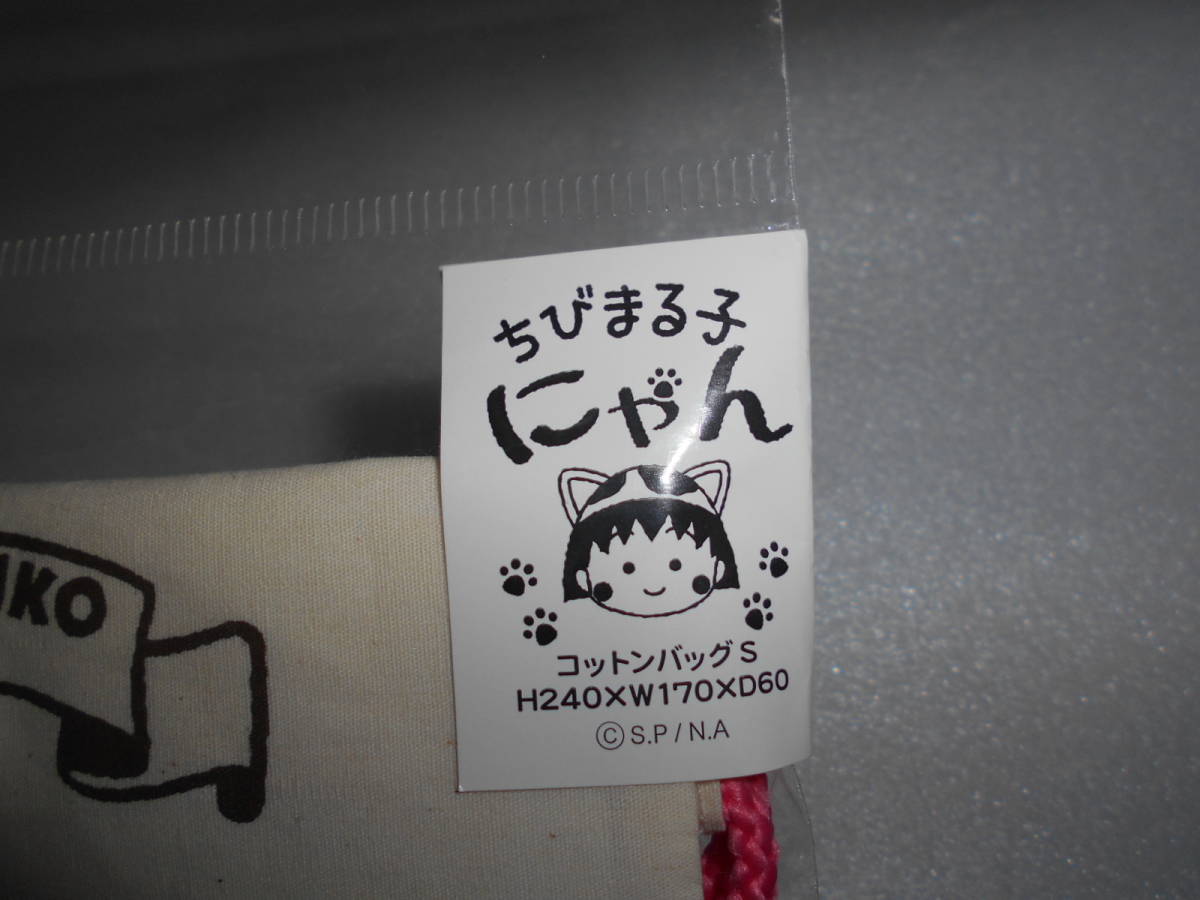 ちびまる子
にゃん
コットンバッグS
H240×W170×D60
©S.P/N.A
KO